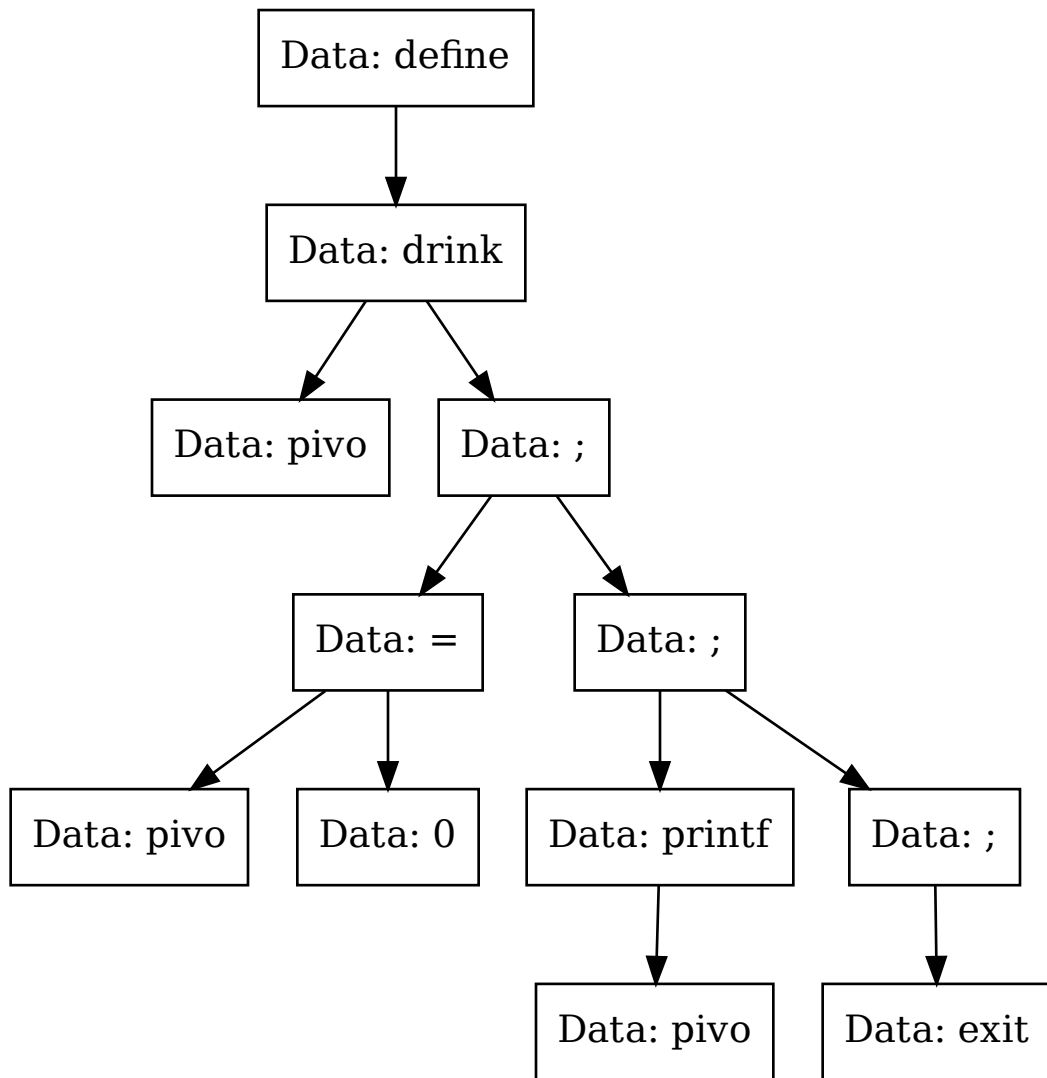 Data: define
Data: drink
Data: pivo
Data: ;
Data: =
Data: ;
Data: pivo
Data: 0
Data: printf
Data: ;
Data: pivo
Data: exit